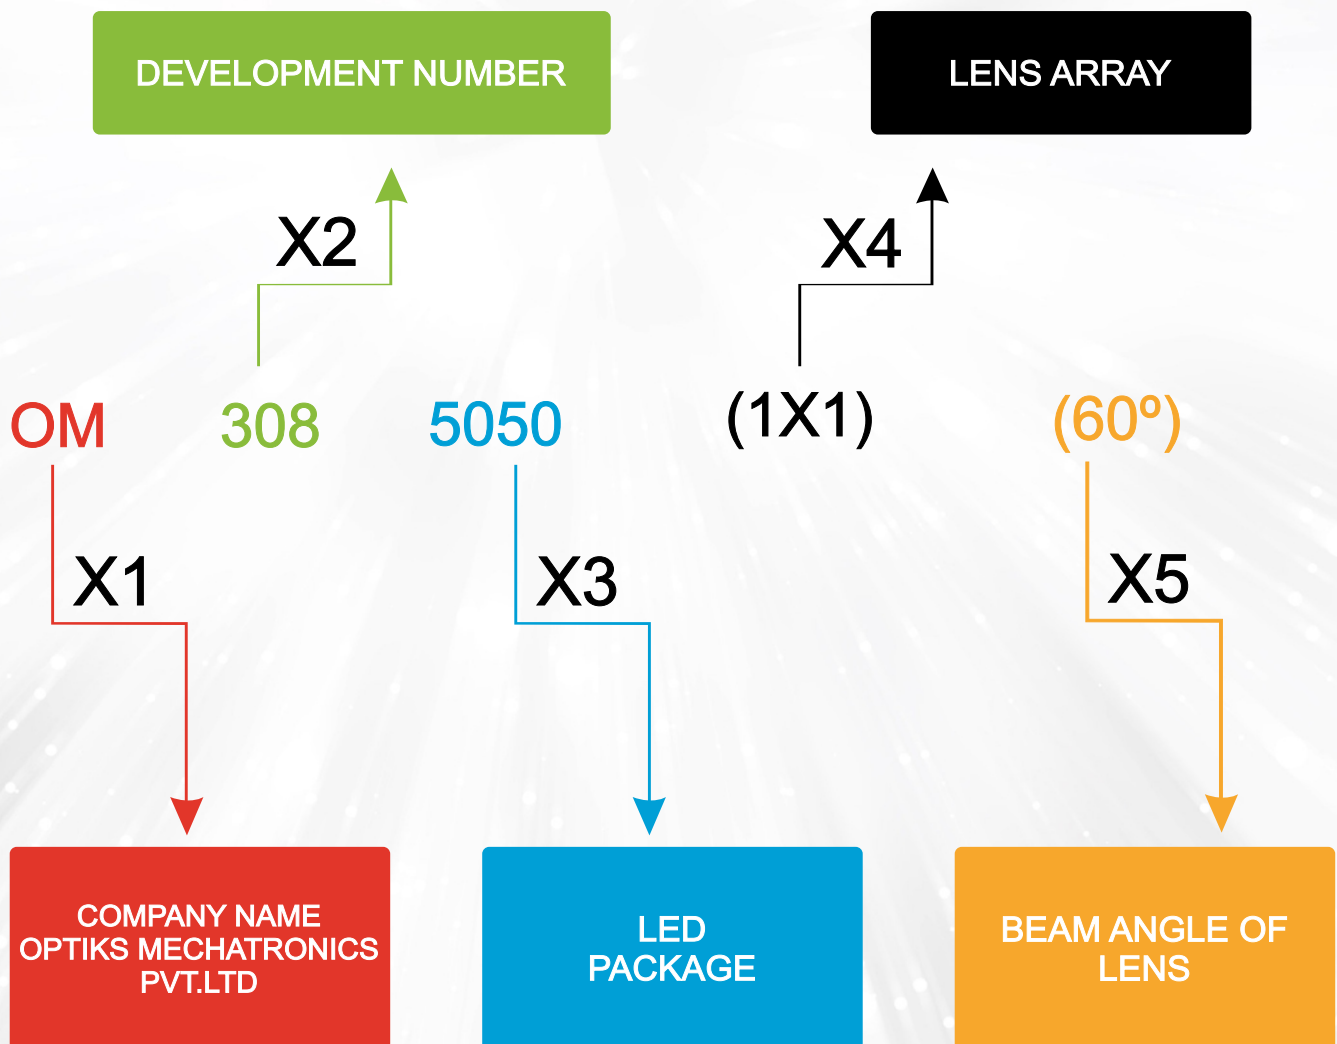 DEVELOPMENT NUMBER
LENS ARRAY
X2
X4
OM 308 5050 (1X1) (60º)
X1
X3
X5
COMPANY NAME
OPTIKS MECHATRONICS
PVT.LTD
LED
PACKAGE
BEAM ANGLE OF
LENS